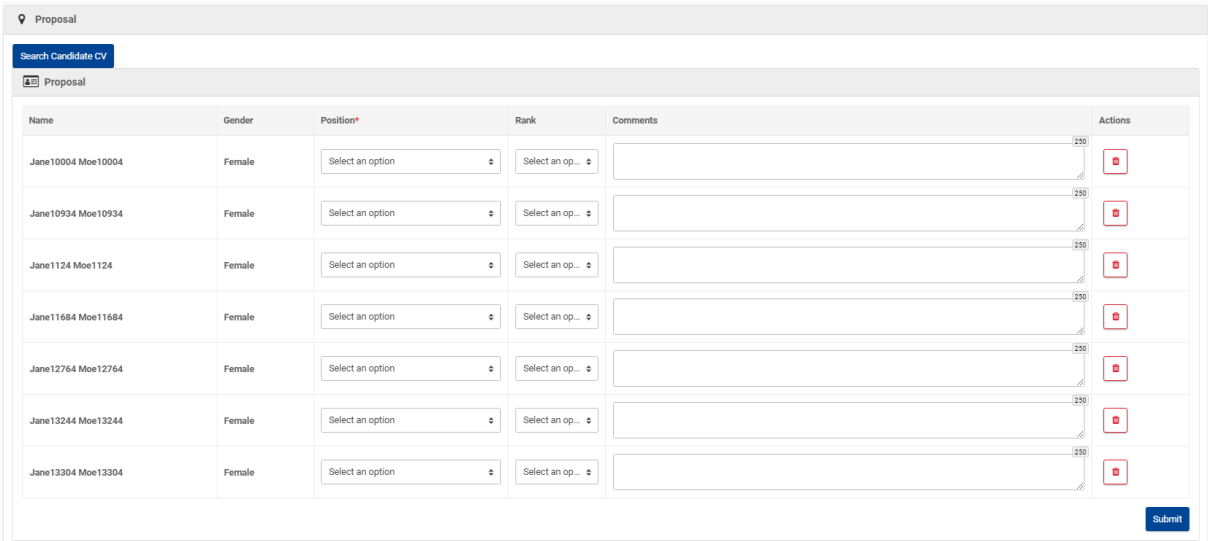 Proposal
Search Candidate CV
Proposal
Name Gender Position* Rank Comments Actions
250
Jane10004 Moe10004 Female Select an option Select an op...
250
Jane10934 Moe10934 Female Select an option Select an op...
250
Jane1124 Moe1124 Female Select an option Select an op...
250
Jane11684 Moe11684 Female Select an option Select an op...
250
Jane12764 Moe12764 Female Select an option Select an op...
250
Jane13244 Moe13244 Female Select an option Select an op...
250
Jane13304 Moe13304 Female Select an option Select an op...
Submit